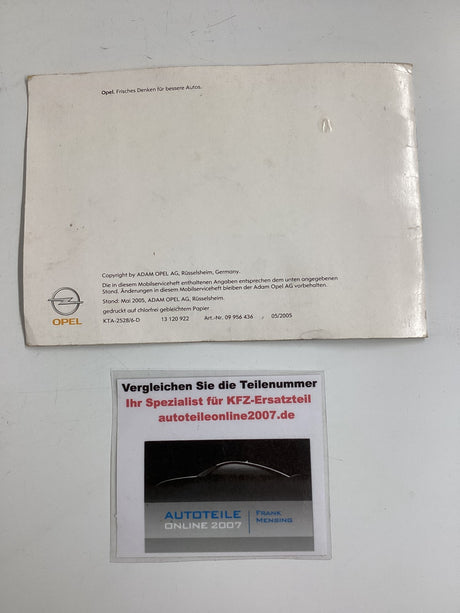 Opel. Frisches Denken für bessere Autos.
Copyright by ADAM OPEL AG, Rüsselsheim, Germany.
Die in diesem Mobilserviceheft enthaltenen Angaben entsprechen dem unten angegebenen
Stand. Änderungen in diesem Mobilserviceheft bleiben der Adam Opel AG vorbehalten.
Stand: Mai 2005, ADAM OPEL AG, Rüsselsheim.
gedruckt auf chlorfrei gebleichtem Papier
OPEL
KTA-2528/6-D 13 120 922 Art.-Nr. 09 956 436 05/2005
Vergleichen Sie die Teilenummer
Ihr Spezialist für KFZ-Ersatzteil
autoteileonline2007.de
AUTOTEILE
ONLINE 2007
FRANK
MENSING